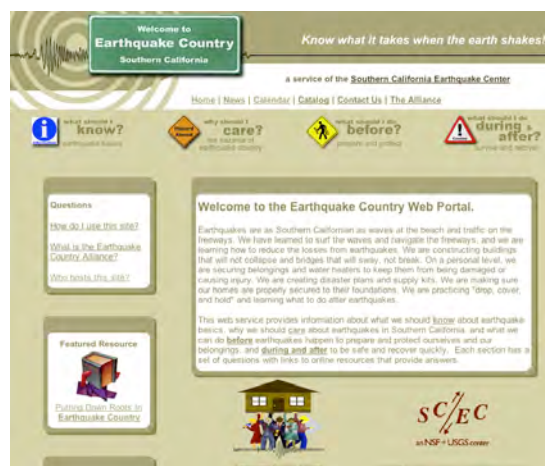 Welcome to
Earthquake Country
Southern California
Know what it takes when the earth shakes!
a service of the Southern California Earthquake Center
Home | News | Calendar | Catalog | Contact Us | The Alliance
what should I
know?
earthquake basics
why should I
care?
earthquake country
what should I do
before?
prepare and protect
what should I do
during &
after?
survive and recover
Questions
How do I use this site?
What is the Earthquake
Country Alliance?
Who hosts this site?
Featured Resource
Putting Down Roots In
Earthquake Country
Welcome to the Earthquake Country Web Portal.
Earthquakes are as Southern Californian as waves at the beach and traffic on the
freeways. We have learned to surf the waves and navigate the freeways, and we are
learning how to reduce the losses from earthquakes. We are constructing buildings
that will not collapse and bridges that will sway, not break. On a personal level, we
are securing belongings and water heaters to keep them from being damaged or
causing injury. We are creating disaster plans and supply kits. We are making sure
our homes are properly secured to their foundations. We are practicing "drop, cover,
and hold" and learning what to do after earthquakes.
This web service provides information about what we should know about earthquake
basics, why we should care about earthquakes in Southern California, and what we
can do before earthquakes happen to prepare and protect ourselves and our
belongings, and during and after to be safe and recover quickly. Each section has a
set of questions with links to online resources that provide answers.
SC/EC
an NSF + USGS center